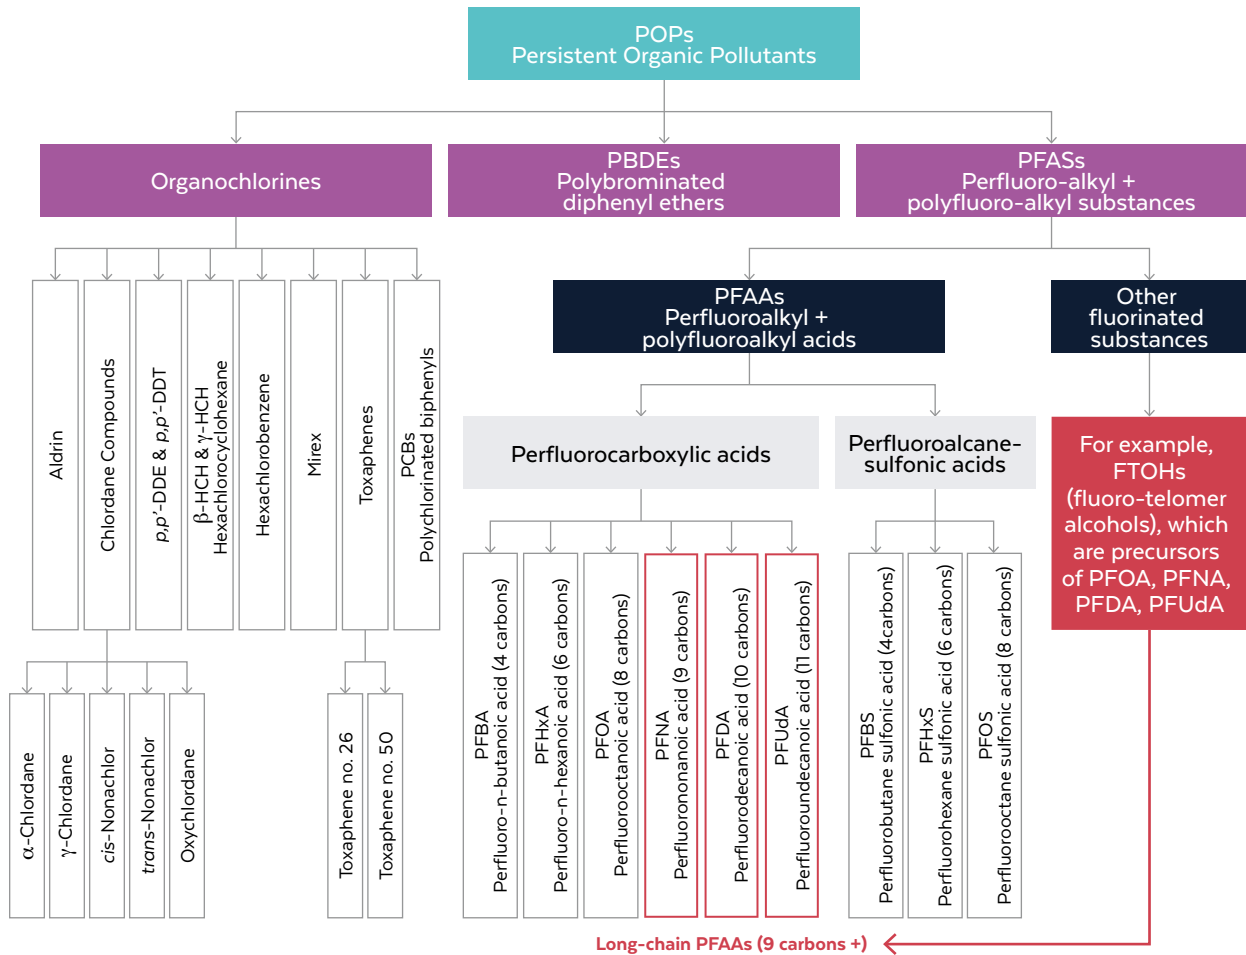 POPs
Persistent Organic Pollutants
Organochlorines
PBDEs
Polybrominated
diphenyl ethers
PFASs
Perfluoro-alkyl +
polyfluoro-alkyl substances
PFAAs
Perfluoroalkyl +
polyfluoroalkyl acids
Other
fluorinated
substances
Aldrin
Chlordane Compounds
p,p’-DDE & p,p’-DDT
β-HCH & γ-HCH
Hexachlorocyclohexane
Hexachlorobenzene
Mirex
Toxaphenes
PCBs
Polychlorinated biphenyls
Perfluorocarboxylic acids
Perfluoroalcane-
sulfonic acids
For example,
FTOHs
(fluoro-telomer
alcohols), which
are precursors
of PFOA, PFNA,
PFDA, PFUdA
α-Chlordane
γ-Chlordane
cis-Nonachlor
trans-Nonachlor
Oxychlordane
Toxaphene no. 26
Toxaphene no. 50
PFBA
Perfluoro-n-butanoic acid (4 carbons)
PFHxA
Perfluoro-n-hexanoic acid (6 carbons)
PFOA
Perfluorooctanoic acid (8 carbons)
PFNA
Perfluorononanoic acid (9 carbons)
PFDA
Perfluorodecanoic acid (10 carbons)
PFUdA
Perfluoroundecanoic acid (11 carbons)
PFBS
Perfluorobutane sulfonic acid (4carbons)
PFHxS
Perfluorohexane sulfonic acid (6 carbons)
PFOS
Perfluorooctane sulfonic acid (8 carbons)
Long-chain PFAAs (9 carbons +)